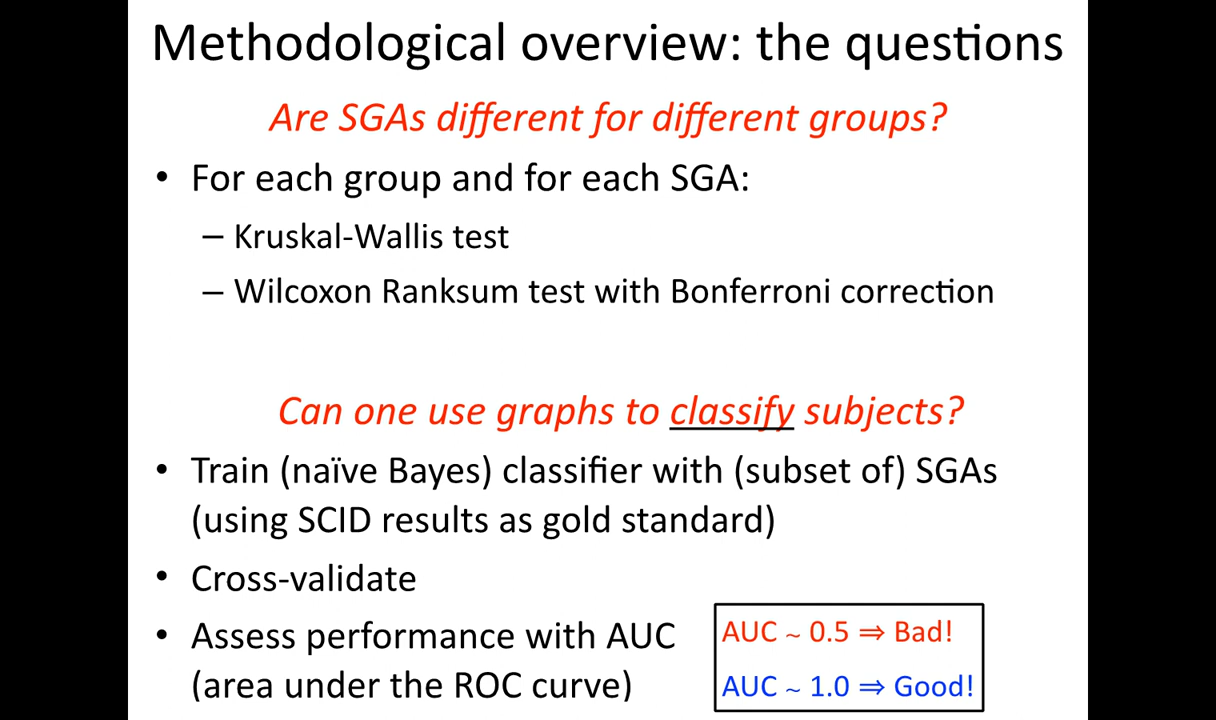 Methodological overview: the questions
Are SGAs different for different groups?
• For each group and for each SGA:
– Kruskal-Wallis test
– Wilcoxon Ranksum test with Bonferroni correction
Can one use graphs to classify subjects?
• Train (naïve Bayes) classifier with (subset of) SGAs
(using SCID results as gold standard)
• Cross-validate
• Assess performance with AUC
(area under the ROC curve)
AUC ~ 0.5 ⇒ Bad!
AUC ~ 1.0 ⇒ Good!